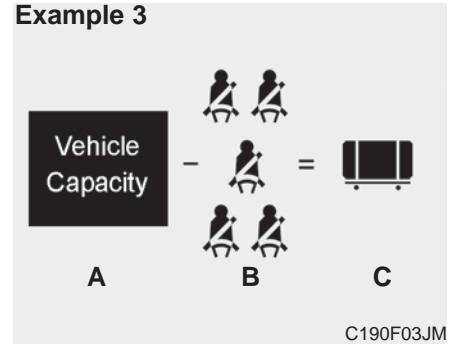 Example 3
Vehicle
Capacity
- =
A B C
C190F03JM